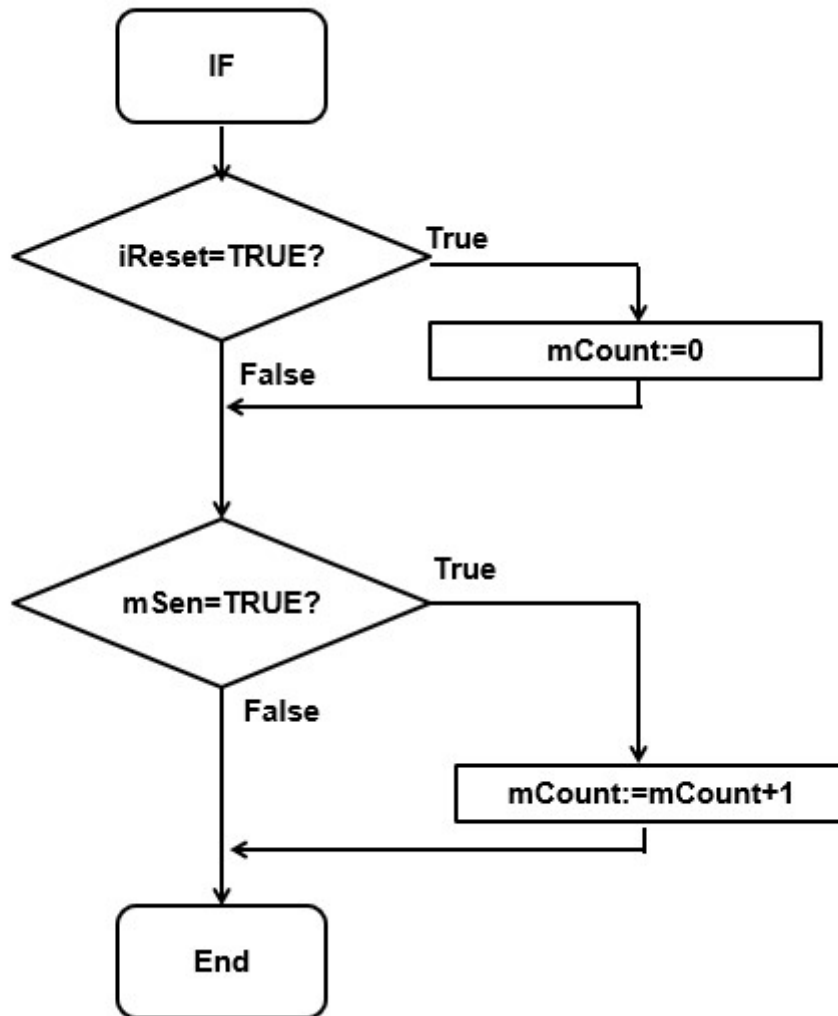 IF
iReset=TRUE?
True
mCount:=0
False
mSen=TRUE?
True
False
mCount:=mCount+1
End